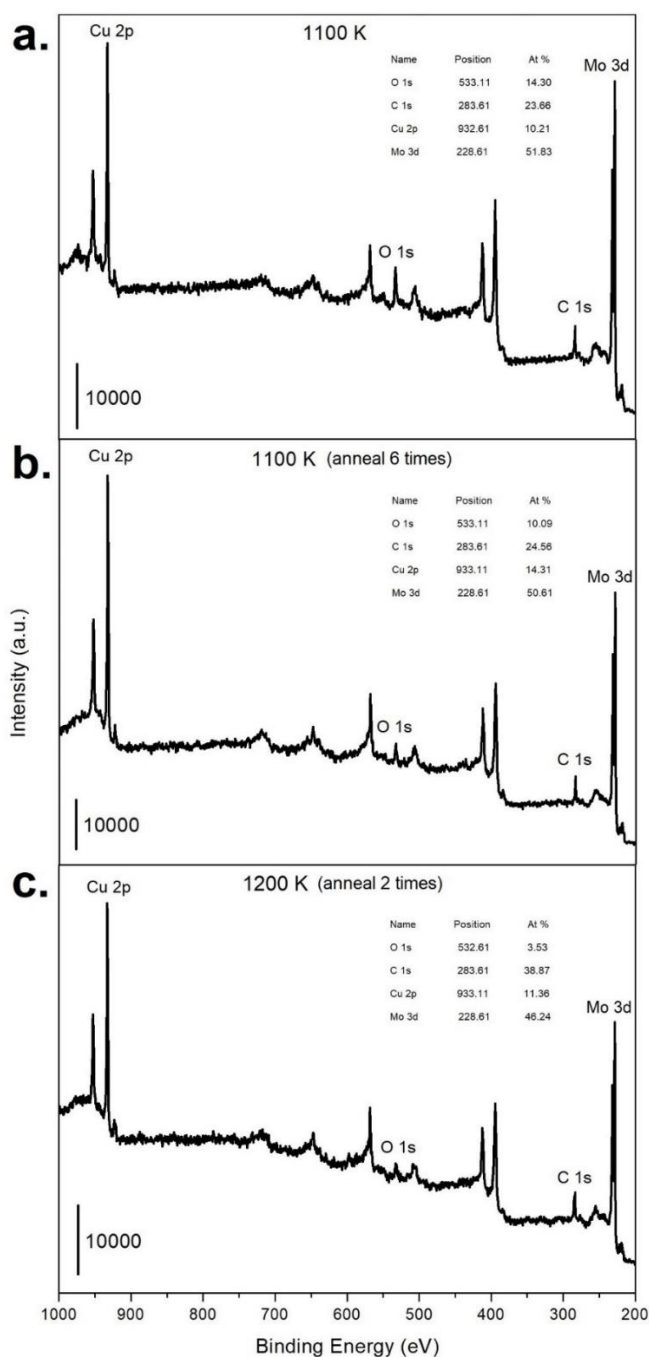 a.
Cu 2p
1100 K
Mo 3d
Name Position At %
O 1s 533.11 14.30
C 1s 283.61 23.66
Cu 2p 932.61 10.21
Mo 3d 228.61 51.83
O 1s
C 1s
10000
b.
Cu 2p
1100 K (anneal 6 times)
Mo 3d
Name Position At %
O 1s 533.11 10.09
C 1s 283.61 24.56
Cu 2p 933.11 14.31
Mo 3d 228.61 50.61
O 1s
C 1s
10000
Intensity (a.u.)
c.
Cu 2p
1200 K (anneal 2 times)
Mo 3d
Name Position At %
O 1s 532.61 3.53
C 1s 283.61 38.87
Cu 2p 933.11 11.36
Mo 3d 228.61 46.24
O 1s
C 1s
10000
1000 900 800 700 600 500 400 300 200
Binding Energy (eV)